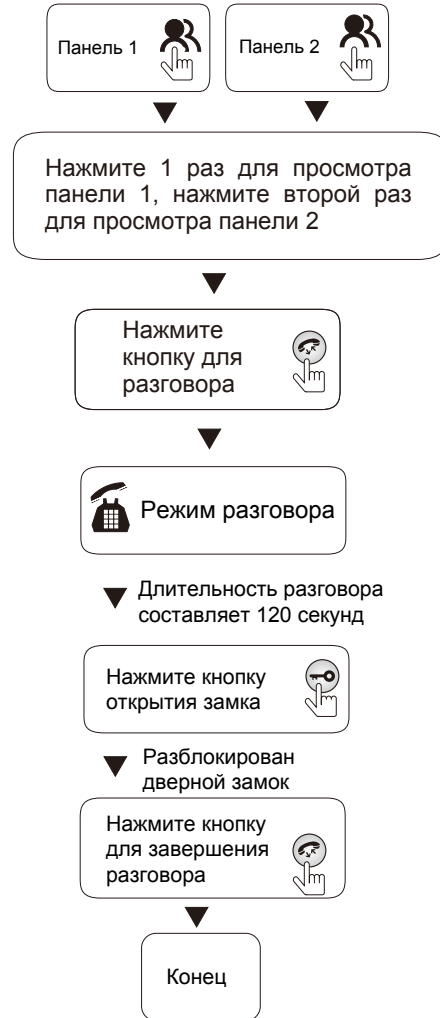 Панель 1
Панель 2
Нажмите 1 раз для просмотра
панели 1, нажмите второй раз
для просмотра панели 2
Нажмите
кнопку для
разговора
Режим разговора
Длительность разговора
составляет 120 секунд
Нажмите кнопку
открытия замка
Разблокирован
дверной замок
Нажмите кнопку
для завершения
разговора
Конец